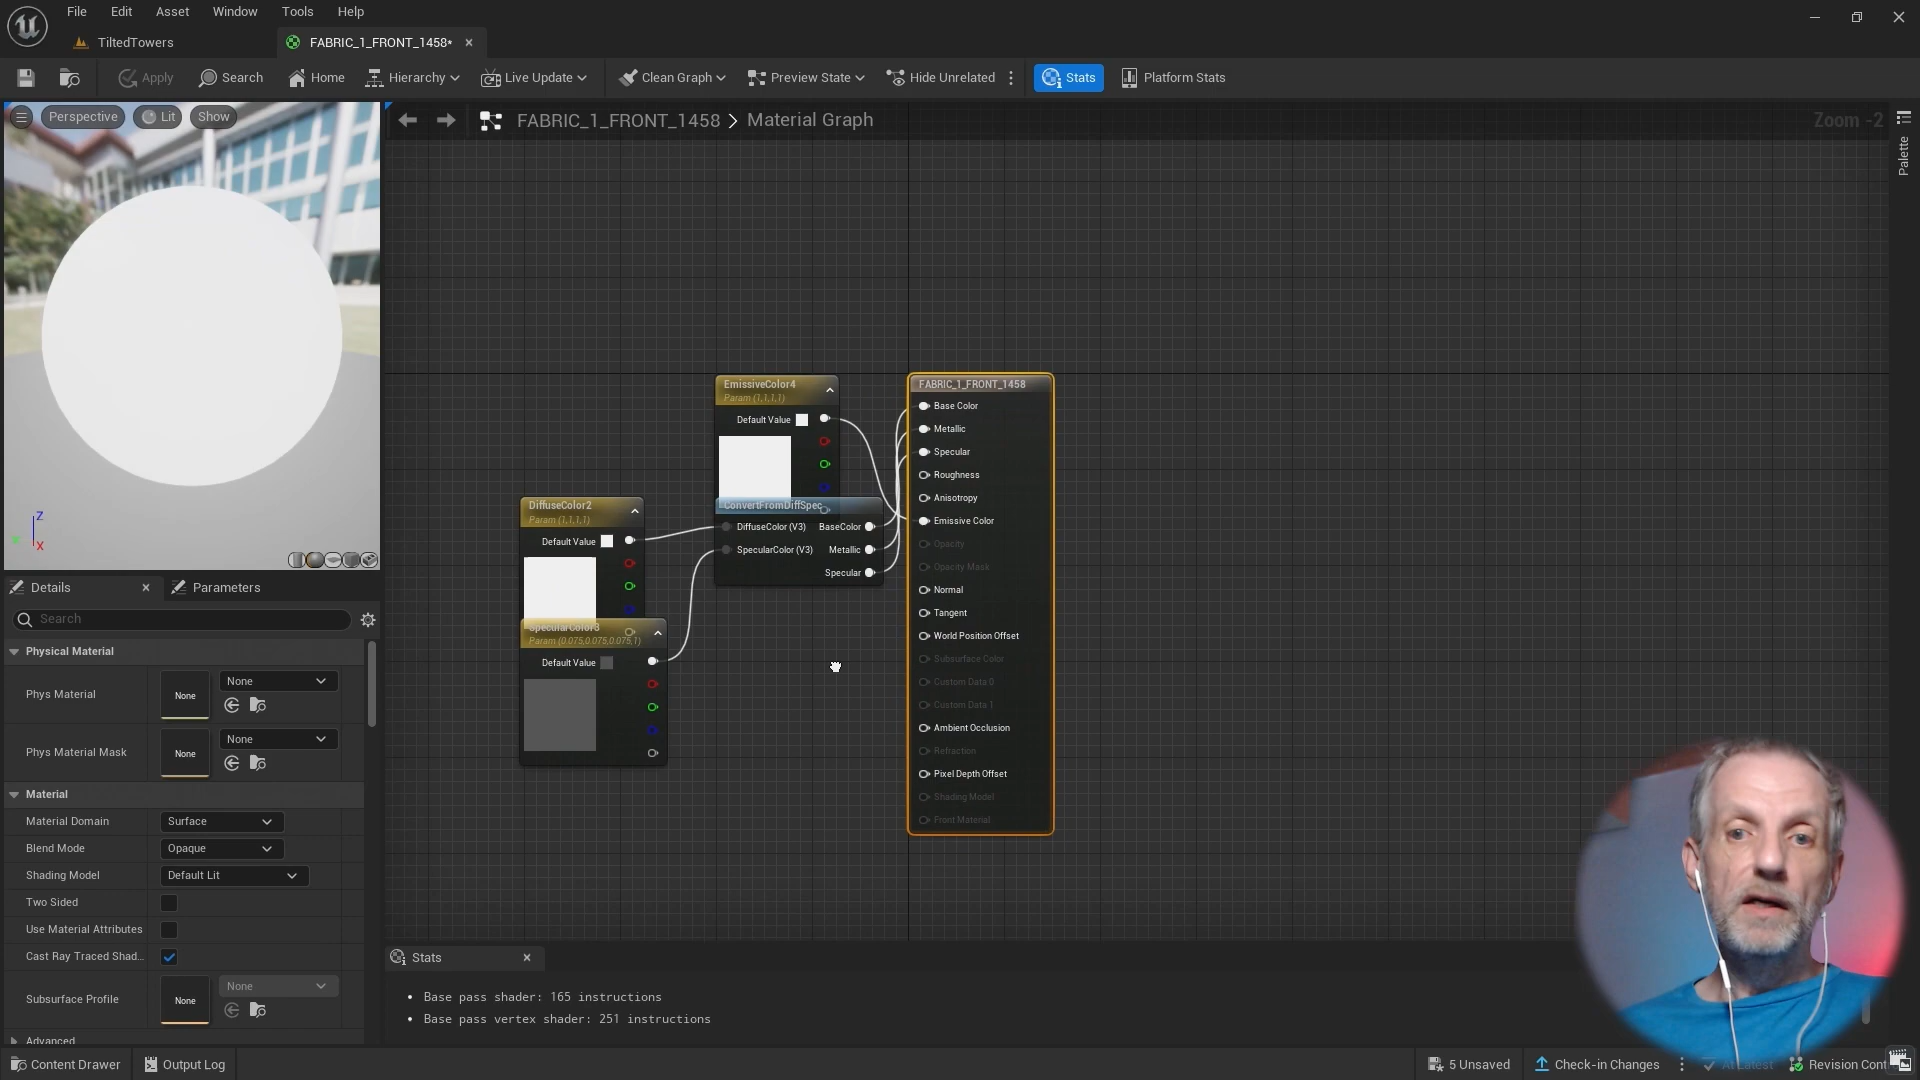 File Edit Asset Window Tools Help
TiltedTowers
FABRIC_1_FRONT_1458*
Apply
Search
Home
Hierarchy
Live Update
Clean Graph
Preview State
Hide Unrelated
Stats
Platform Stats
Perspective
Lit
Show
FABRIC_1_FRONT_1458 > Material Graph
Zoom -2
Palette
Z
X
EmissiveColor4
Param (1,1,1,1)
Default Value
DiffuseColor2
Param (1,1,1,1)
Default Value
SpecularColor3
Param (0.075,0.075,0.075,1)
Default Value
ConvertFromDiffSpec
DiffuseColor (V3) BaseColor
SpecularColor (V3) Metallic
Specular
FABRIC_1_FRONT_1458
Base Color
Metallic
Specular
Roughness
Anisotropy
Emissive Color
Opacity
Opacity Mask
Normal
Tangent
World Position Offset
Subsurface Color
Custom Data 0
Custom Data 1
Ambient Occlusion
Refraction
Pixel Depth Offset
Shading Model
Front Material
Details
Parameters
Search
Physical Material
Phys Material
None
None
Phys Material Mask
None
None
Material
Material Domain
Surface
Blend Mode
Opaque
Shading Model
Default Lit
Two Sided
Use Material Attributes
Cast Ray Traced Shad...
Subsurface Profile
None
None
Advanced
Stats
• Base pass shader: 165 instructions
• Base pass vertex shader: 251 instructions
Content Drawer
Output Log
5 Unsaved
Check-in Changes
At Latest
Revision Cont